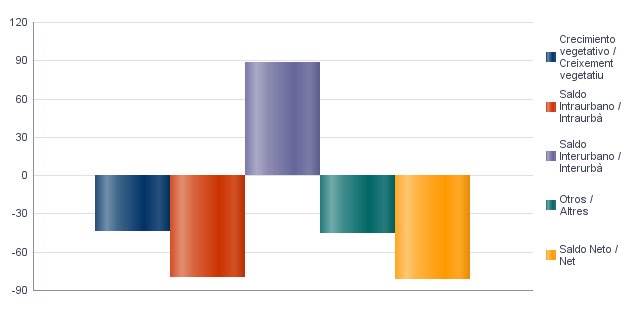 120
90
60
30
0
-30
-60
-90
Crecimiento
vegetativo /
Creixement
vegetatiu
Saldo
Intraurbano /
Intraurbà
Saldo
Interurbano /
Interurbà
Otros /
Altres
Saldo Neto /
Net